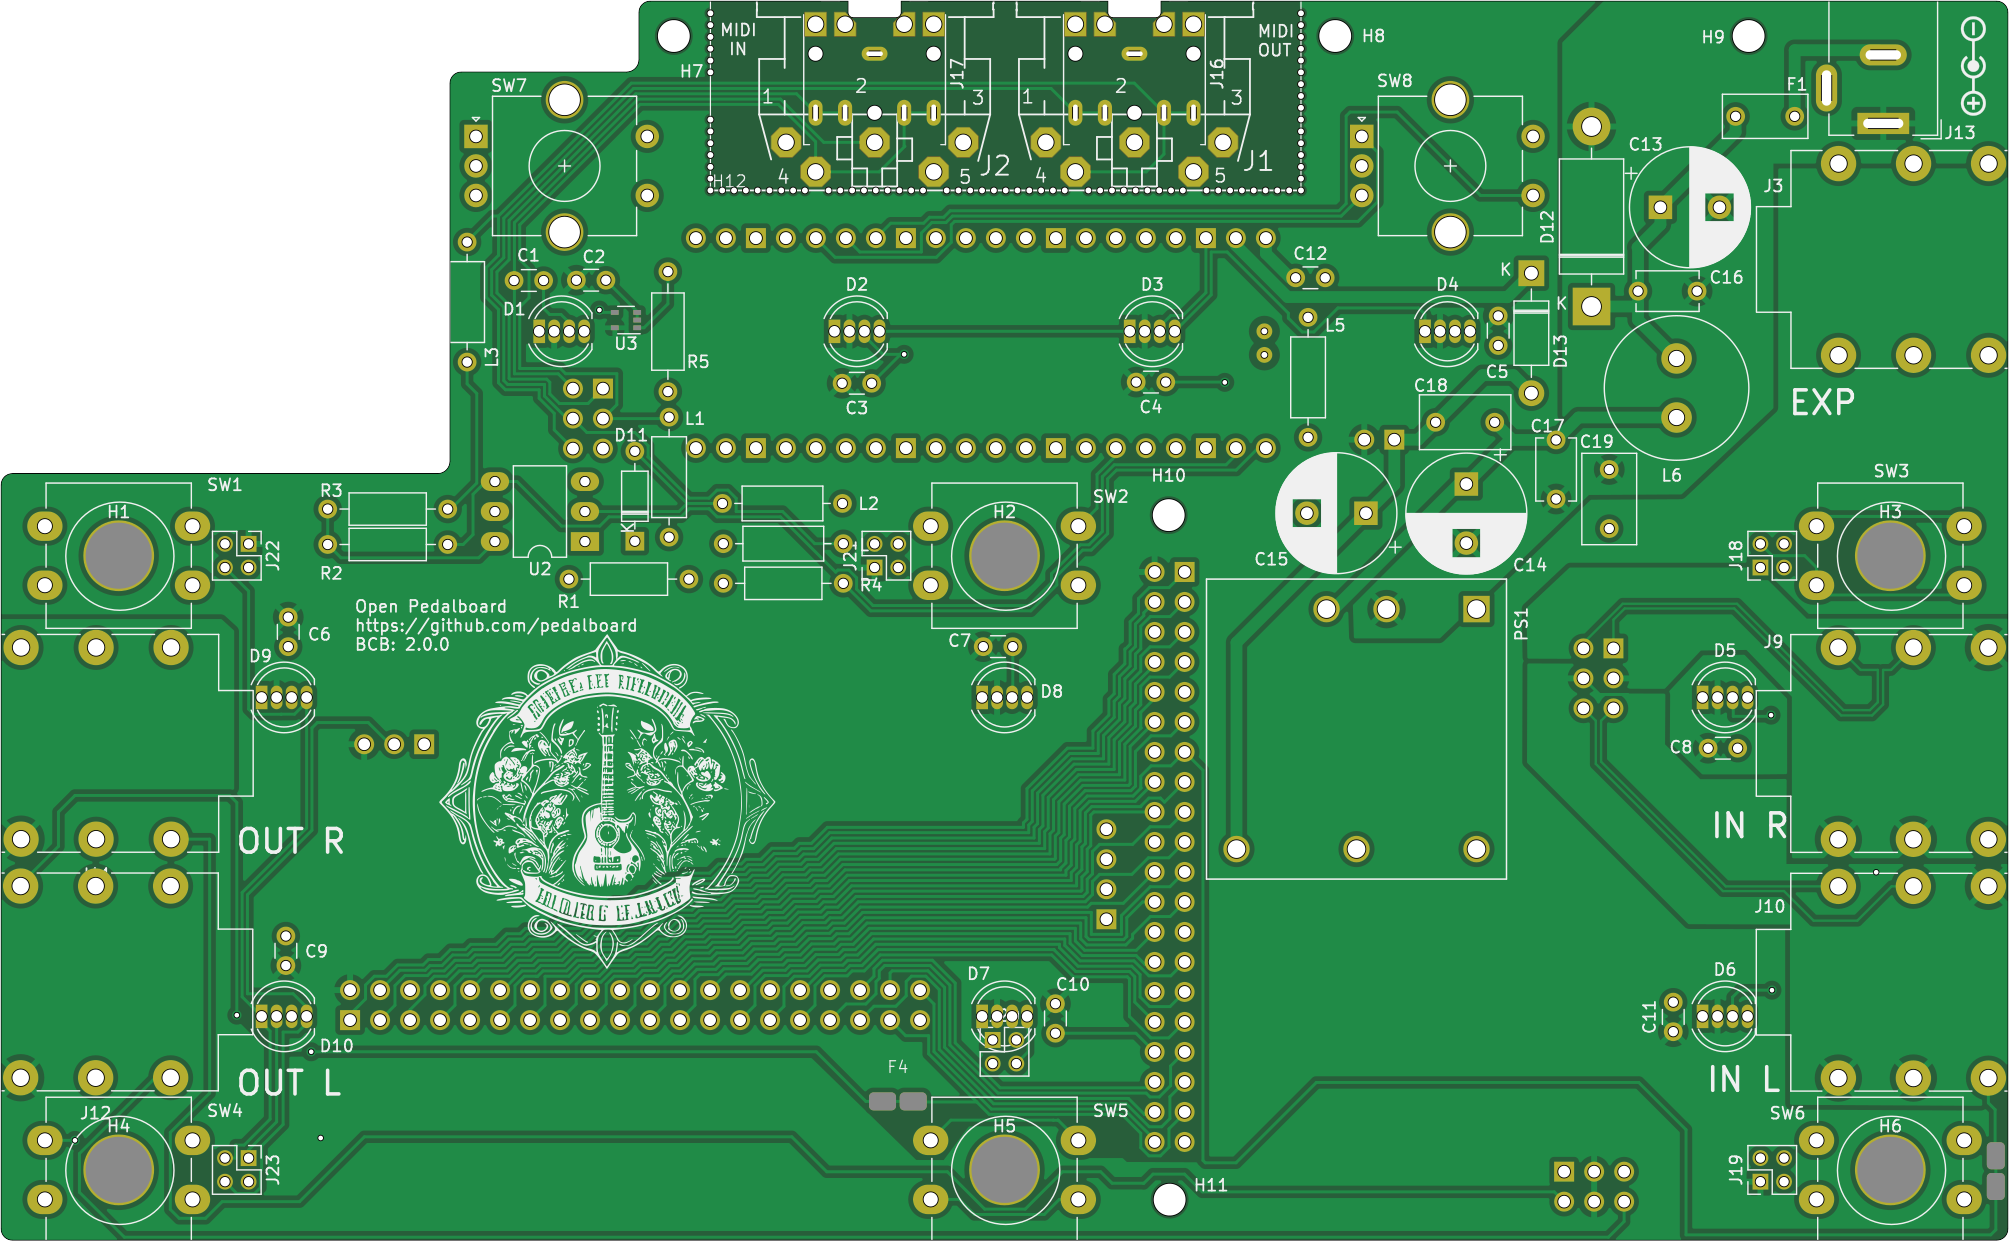 MIDI
IN
J17
J16
MIDI
OUT
H8
H9
H7
SW7
SW8
F1
J13
1
2
3
1
2
3
4
5
J2
4
5
J1
H12
C13
J3
D12
C1
C2
D1
U3
R5
L3
D2
D3
C3
C4
C12
L5
D4
K
K
C16
D13
C5
C18
C17
C19
L6
EXP
L1
D11
K
H10
SW1
H1
J22
R3
R2
L2
U2
R1
J21
R4
SW2
H2
C15
C14
SW3
H3
J18
Open Pedalboard
https://github.com/pedalboard
BCB: 2.0.0
C6
D9
C7
D8
PS1
J9
D5
C8
OUT R
IN R
J10
C9
D10
D7
C10
D6
C11
OUT L
IN L
F4
J12
SW4
H4
J23
SW5
H5
H11
SW6
H6
J19